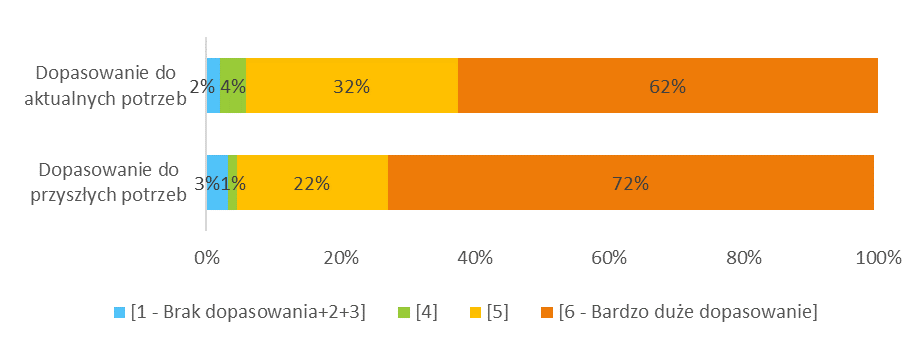 Dopasowanie do
aktualnych potrzeb
2% 4% 32% 62%
Dopasowanie do
przyszłych potrzeb
3% 1% 22% 72%
0% 20% 40% 60% 80% 100%
[1 - Brak dopasowania+2+3] [4] [5] [6 - Bardzo duże dopasowanie]